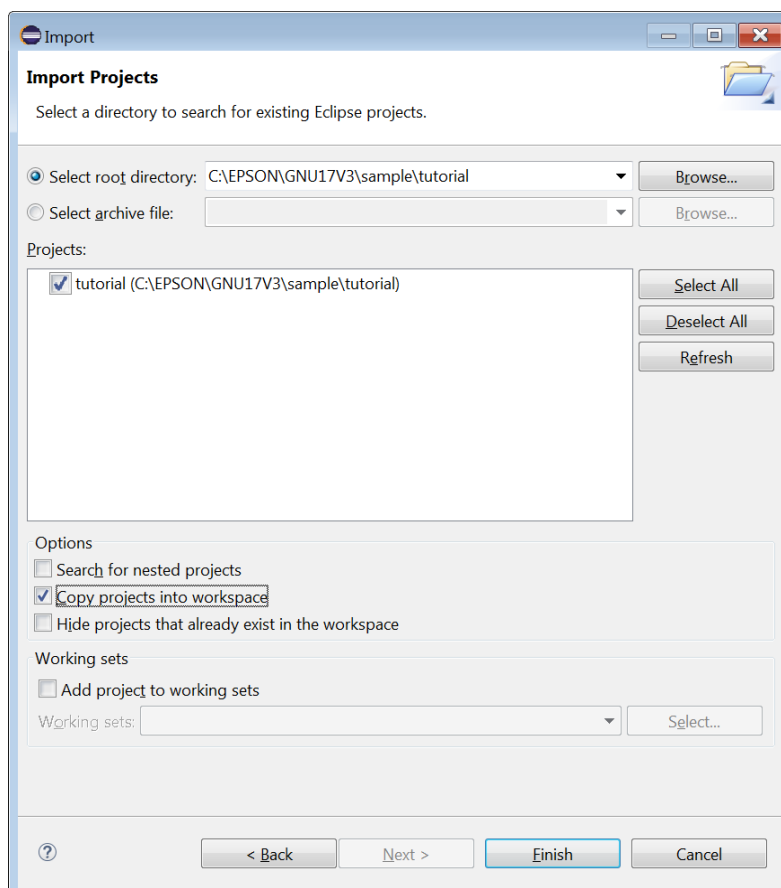 Import
Import Projects
Select a directory to search for existing Eclipse projects.
Select root directory: C:\EPSON\GNU17V3\sample\tutorial Browse...
Select archive file: Browse...
Projects:
tutorial (C:\EPSON\GNU17V3\sample\tutorial)
Select All
Deselect All
Refresh
Options
Search for nested projects
Copy projects into workspace
Hide projects that already exist in the workspace
Working sets
Add project to working sets
Working sets: Select...
? < Back Next > Finish Cancel